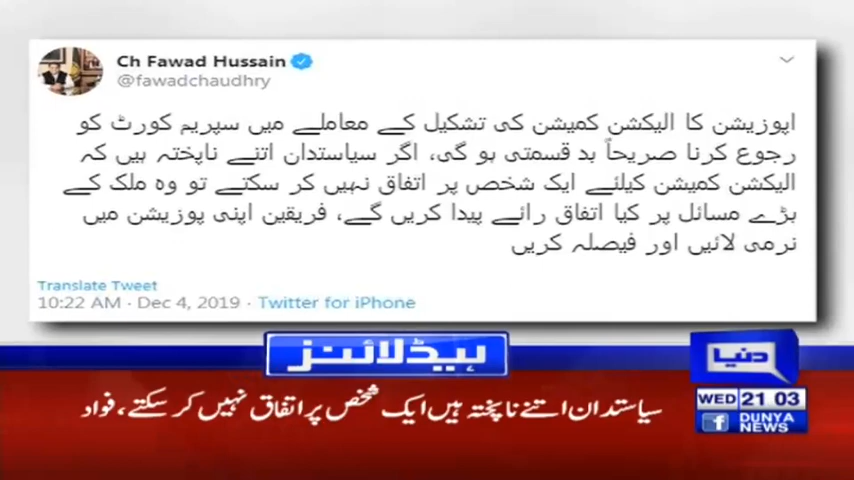 Ch Fawad Hussain
@fawadchaudhry
اپوزیشن کا الیکشن کمیشن کی تشکیل کے معاملے میں سپریم کورٹ کو
رجوع کرنا صریحاً بد قسمتی ہو گی، اگر سیاستدان اتنے ناپختہ ہیں کہ
الیکشن کمیشن کیلئے ایک شخص پر اتفاق نہیں کر سکتے تو وہ ملک کے
بڑے مسائل پر کیا اتفاق رائے پیدا کریں گے، فریقین اپنی پوزیشن میں
نرمی لائیں اور فیصلہ کریں
Translate Tweet
10:22 AM · Dec 4, 2019 · Twitter for iPhone
ہیڈلائنز
دنیا
سیاستدان اتنے ناپختہ ہیں ایک شخص پر اتفاق نہیں کر سکتے، فواد
WED 21 03
f DUNYA NEWS